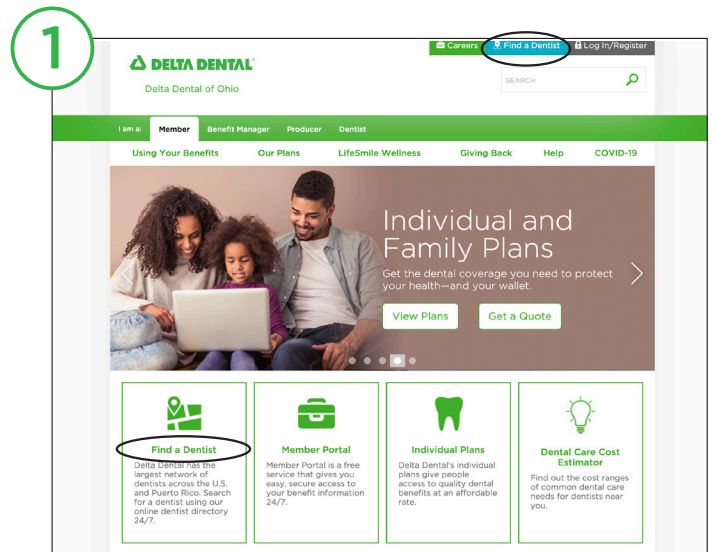 1
Careers Find a Dentist Log In/Register
DELTA DENTAL®
Delta Dental of Ohio
SEARCH
I am a: Member Benefit Manager Producer Dentist
Using Your Benefits Our Plans LifeSmile Wellness Giving Back Help COVID-19
Individual and
Family Plans
Get the dental coverage you need to protect
your health—and your wallet.
View Plans Get a Quote
Find a Dentist
Delta Dental has the
largest network of
dentists across the U.S.
and Puerto Rico. Search
for a dentist using our
online dentist directory
24/7.
Member Portal
Member Portal is a free
service that gives you
easy, secure access to
your benefit information
24/7.
Individual Plans
Delta Dental's individual
plans give people
access to quality dental
benefits at an affordable
rate.
Dental Care Cost
Estimator
Find out the cost ranges
of common dental care
needs for dentists near
you.